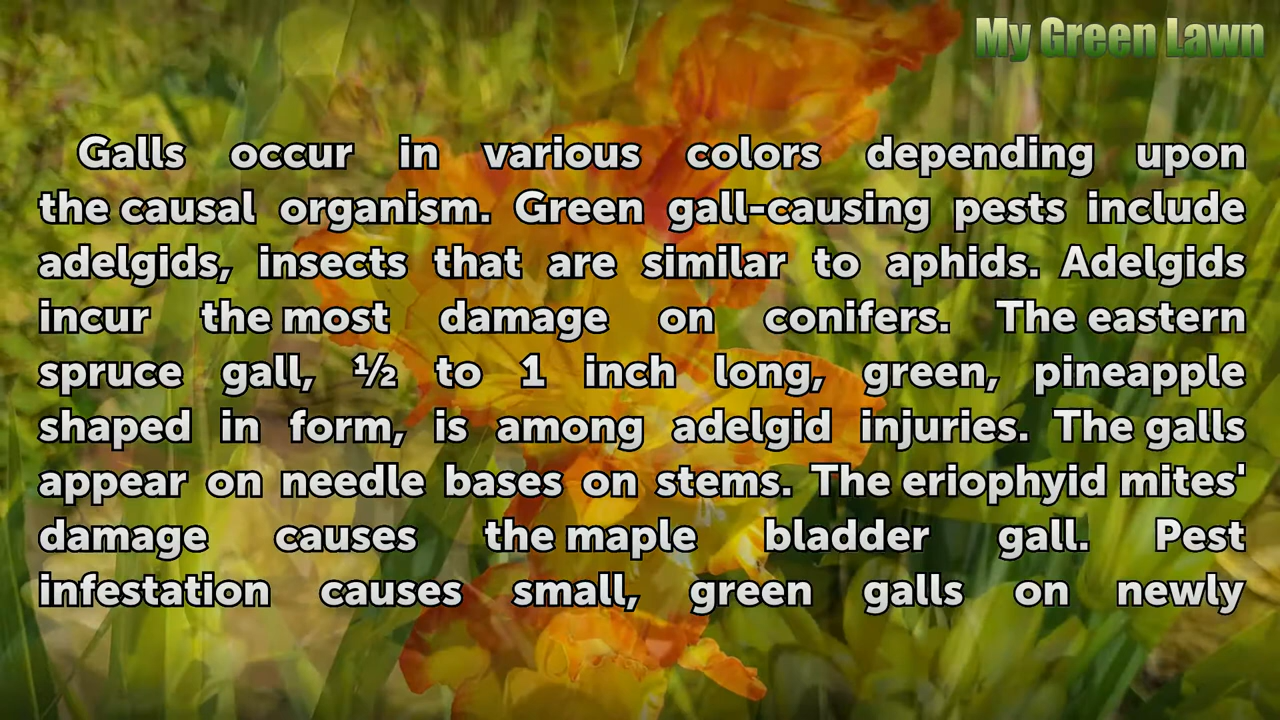 My Green Lawn
Galls occur in various colors depending upon
the causal organism. Green gall-causing pests include
adelgids, insects that are similar to aphids. Adelgids
incur the most damage on conifers. The eastern
spruce gall, ½ to 1 inch long, green, pineapple
shaped in form, is among adelgid injuries. The galls
appear on needle bases on stems. The eriophyid mites'
damage causes the maple bladder gall. Pest
infestation causes small, green galls on newly